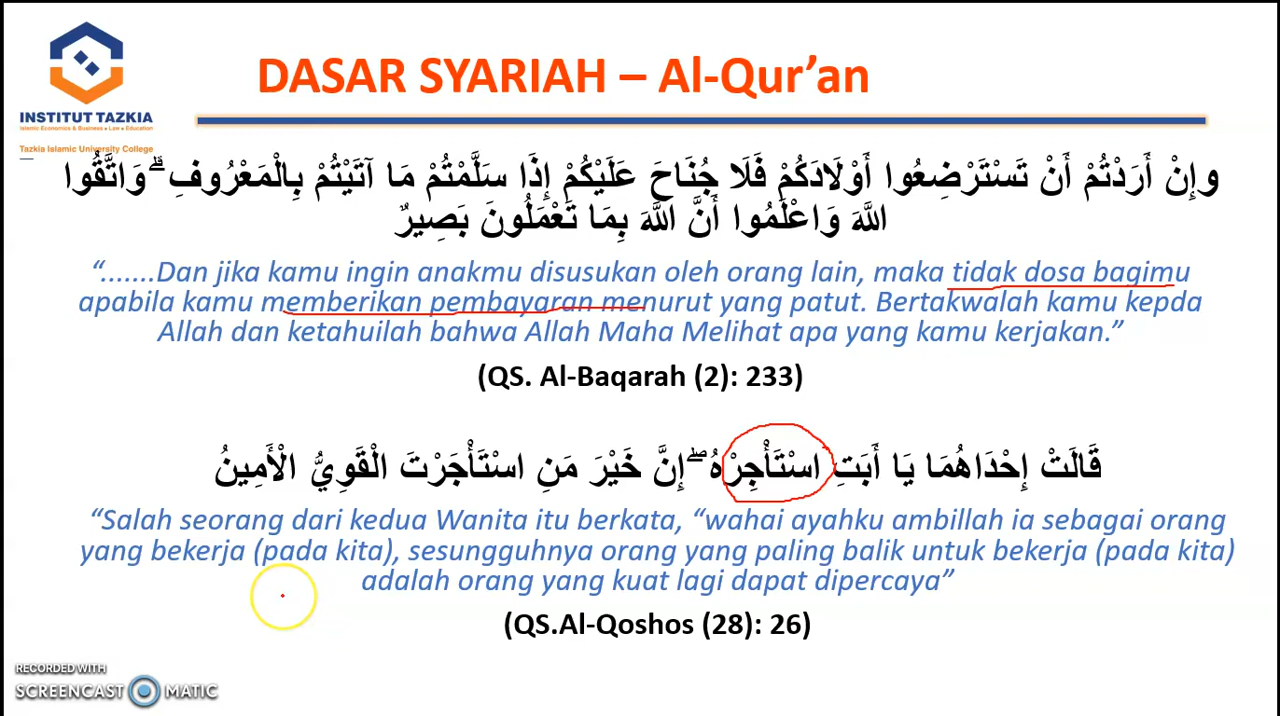 INSTITUT TAZKIA
Islamic Economics & Business • Law • Education
Tazkia Islamic University College
DASAR SYARIAH – Al-Qur’an
وإِنْ أَرَدْتُمْ أَنْ تَسْتَرْضِعُوا أَوْلَادَكُمْ فَلَا جُنَاحَ عَلَيْكُمْ إِذَا سَلَّمْتُمْ مَا آتَيْتُمْ بِالْمَعْرُوفِ ۗ وَاتَّقُوا
اللَّهَ وَاعْلَمُوا أَنَّ اللَّهَ بِمَا تَعْمَلُونَ بَصِيرٌ
“.......Dan jika kamu ingin anakmu disusukan oleh orang lain, maka tidak dosa bagimu
apabila kamu memberikan pembayaran menurut yang patut. Bertakwalah kamu kepda
Allah dan ketahuilah bahwa Allah Maha Melihat apa yang kamu kerjakan.”
(QS. Al-Baqarah (2): 233)
قَالَتْ إِحْدَاهُمَا يَا أَبَتِ اسْتَأْجِرْهُ ۖ إِنَّ خَيْرَ مَنِ اسْتَأْجَرْتَ الْقَوِيُّ الْأَمِينُ
“Salah seorang dari kedua Wanita itu berkata, “wahai ayahku ambillah ia sebagai orang
yang bekerja (pada kita), sesungguhnya orang yang paling balik untuk bekerja (pada kita)
adalah orang yang kuat lagi dapat dipercaya”
(QS.Al-Qoshos (28): 26)
RECORDED WITH
SCREENCAST MATIC